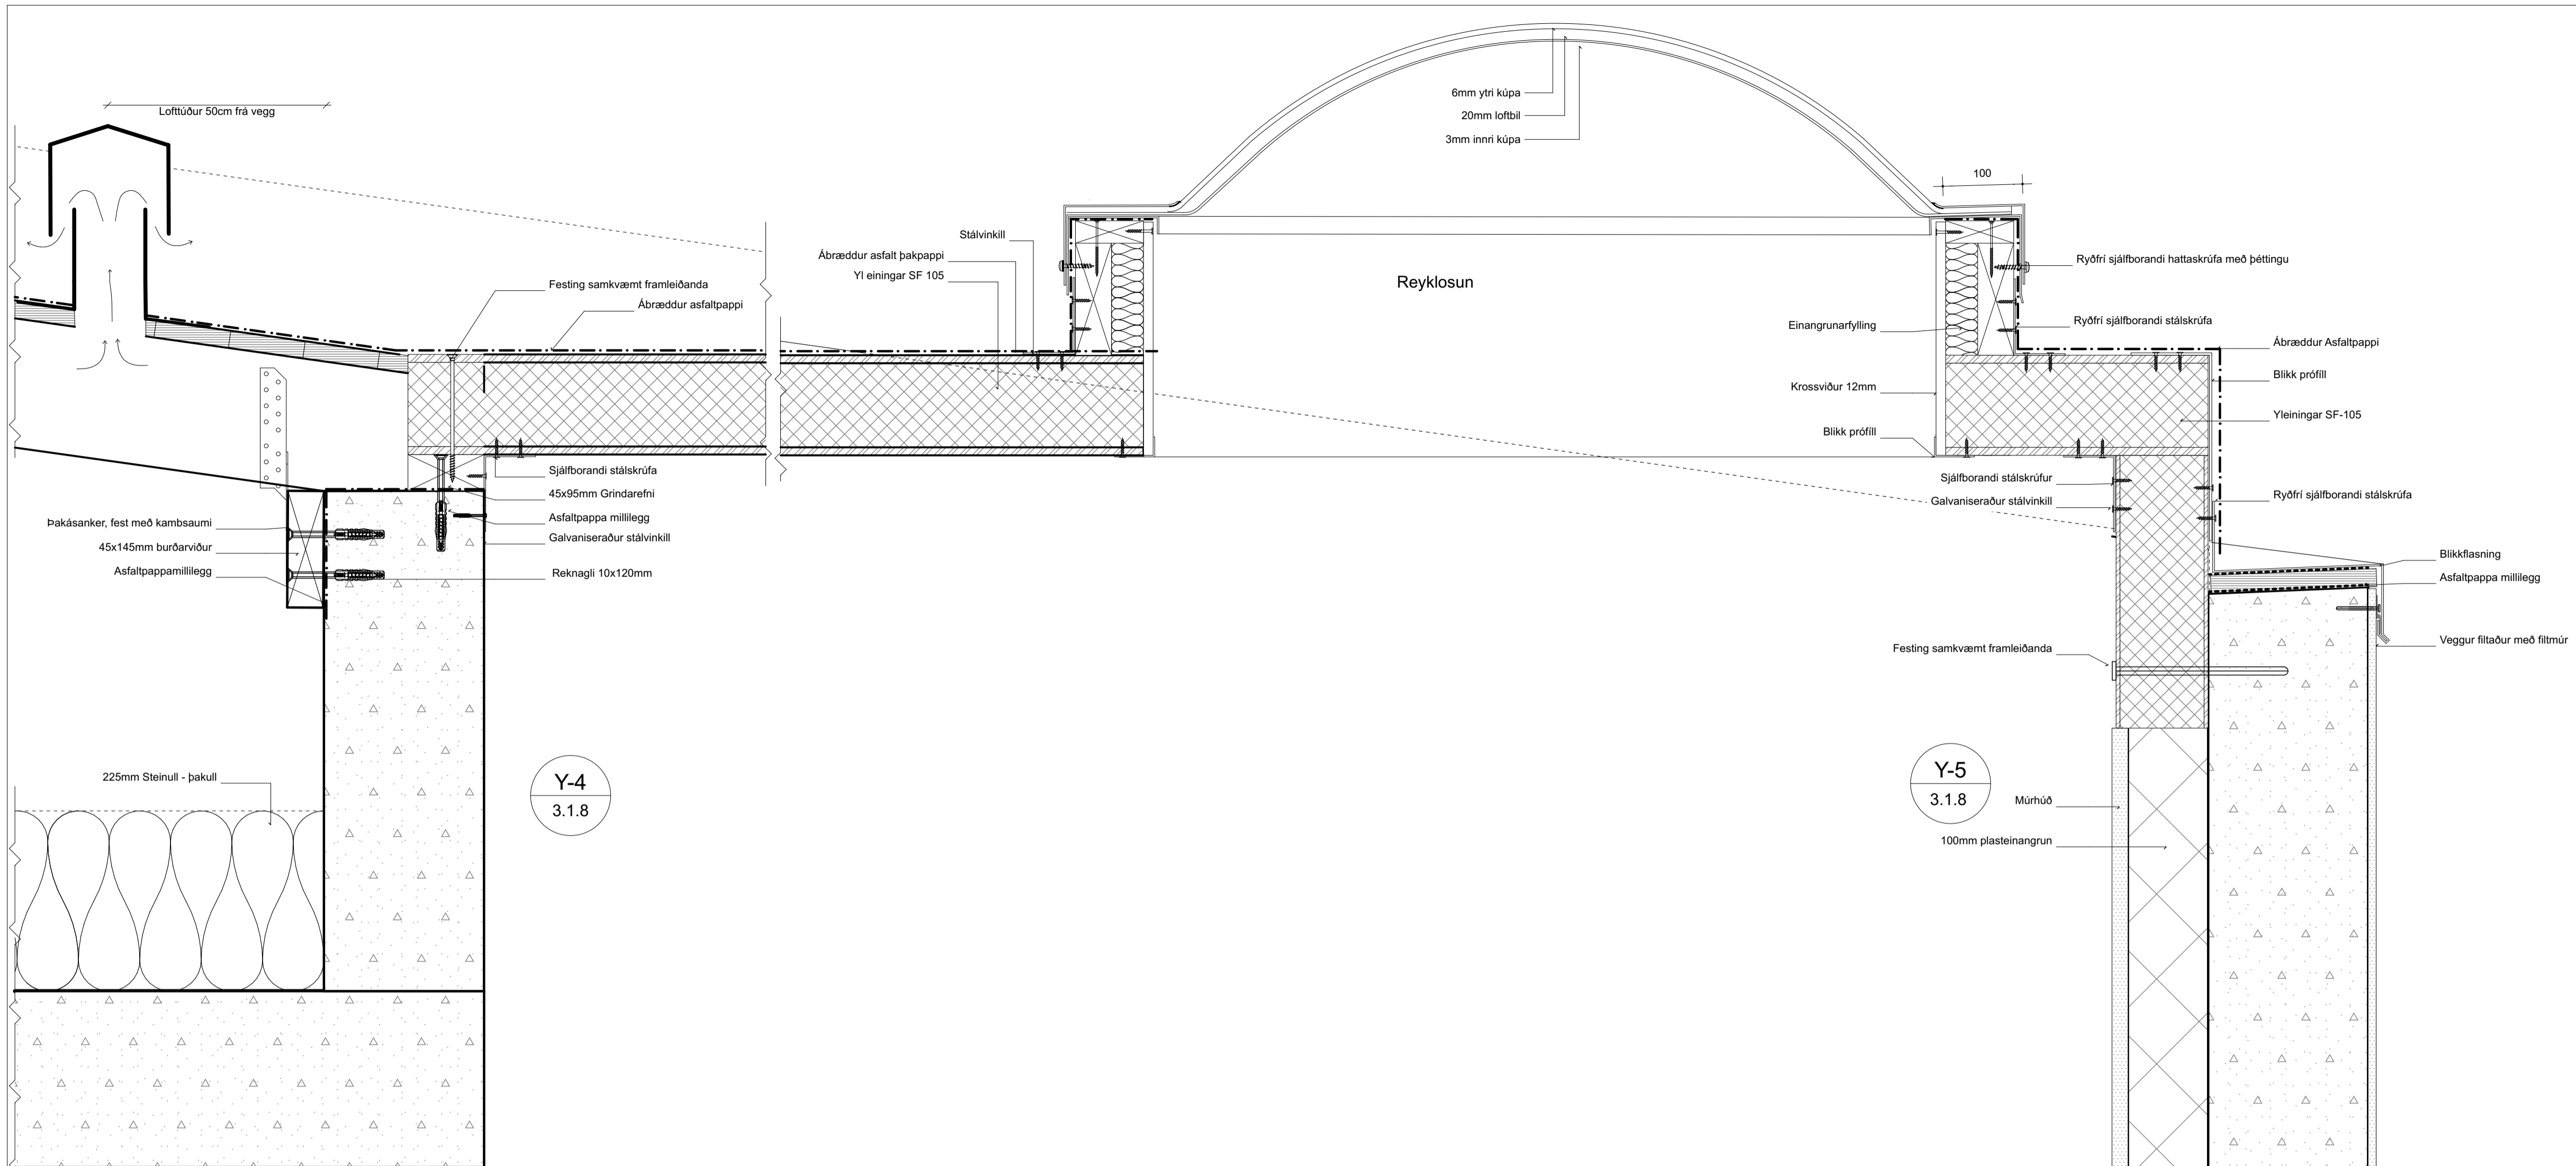 Lofttúður 50cm frá vegg
6mm ytri kúpa
20mm loftbil
3mm innri kúpa
100
Stálvinkill
Ábræddur asfalt þakpappi
Yl einingar SF 105
Festing samkvæmt framleiðanda
Ábræddur asfaltpappi
Reyklosun
Ryðfrí sjálfborandi hattaskrúfa með þéttingu
Einangrunarfylling
Ryðfrí sjálfborandi stálskrúfa
Ábræddur Asfaltpappi
Blikk prófíll
Krossviður 12mm
Yleiningar SF-105
Blikk prófíll
Sjálfborandi stálskrúfa
45x95mm Grindarefni
Asfaltpappa millilegg
Galvaniseraður stálvinkill
Reknagli 10x120mm
Þakásanker, fest með kambsaumi
45x145mm burðarviður
Asfaltpappamillilegg
Sjálfborandi stálskrúfur
Galvaniseraður stálvinkill
Ryðfrí sjálfborandi stálskrúfa
Blikkflasning
Asfaltpappa millilegg
Festing samkvæmt framleiðanda
Veggur filtaður með filtmúr
225mm Steinull - þakull
Y-4
3.1.8
Y-5
3.1.8
Múrhúð
100mm plasteinangrun